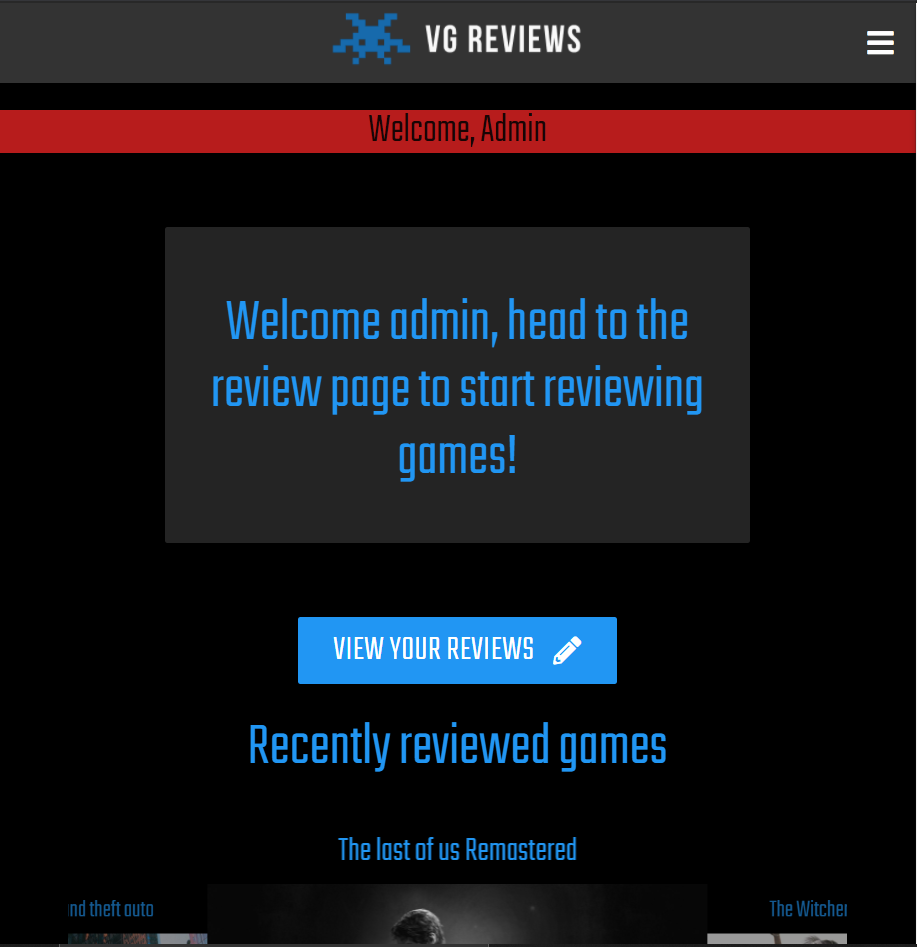 VG REVIEWS
Welcome, Admin
Welcome admin, head to the
review page to start reviewing
games!
VIEW YOUR REVIEWS
Recently reviewed games
The last of us Remastered
nd theft auto
The Witcher